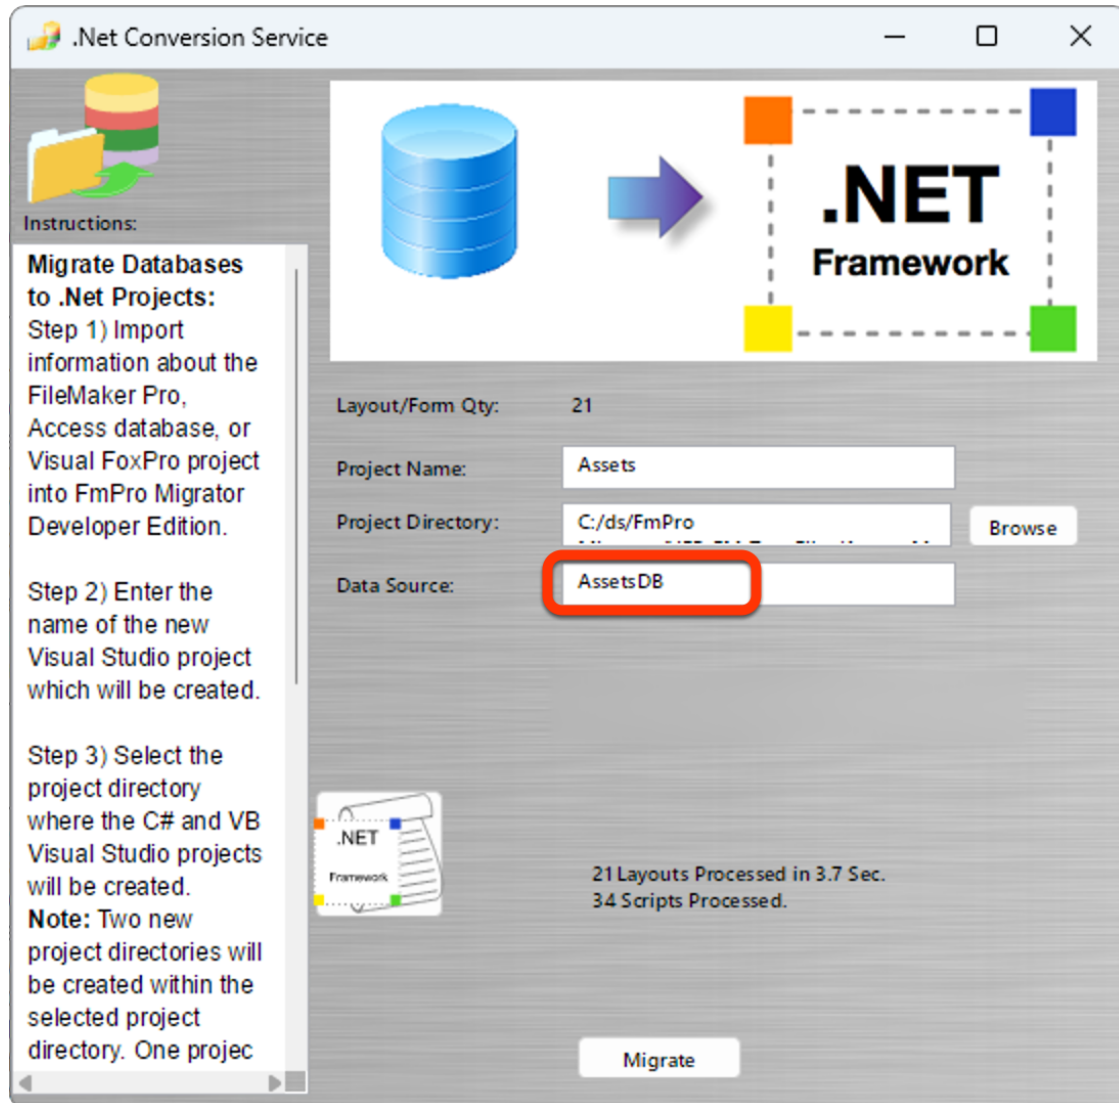 .Net Conversion Service
.NET
Framework
Instructions:
Migrate Databases
to .Net Projects:
Step 1) Import
information about the
FileMaker Pro,
Access database, or
Visual FoxPro project
into FmPro Migrator
Developer Edition.
Step 2) Enter the
name of the new
Visual Studio project
which will be created.
Step 3) Select the
project directory
where the C# and VB
Visual Studio projects
will be created.
Note: Two new
project directories will
be created within the
selected project
directory. One projec
Layout/Form Qty: 21
Project Name: Assets
Project Directory: C:/ds/FmPro
Browse
Data Source: AssetsDB
.NET
Framework
21 Layouts Processed in 3.7 Sec.
34 Scripts Processed.
Migrate